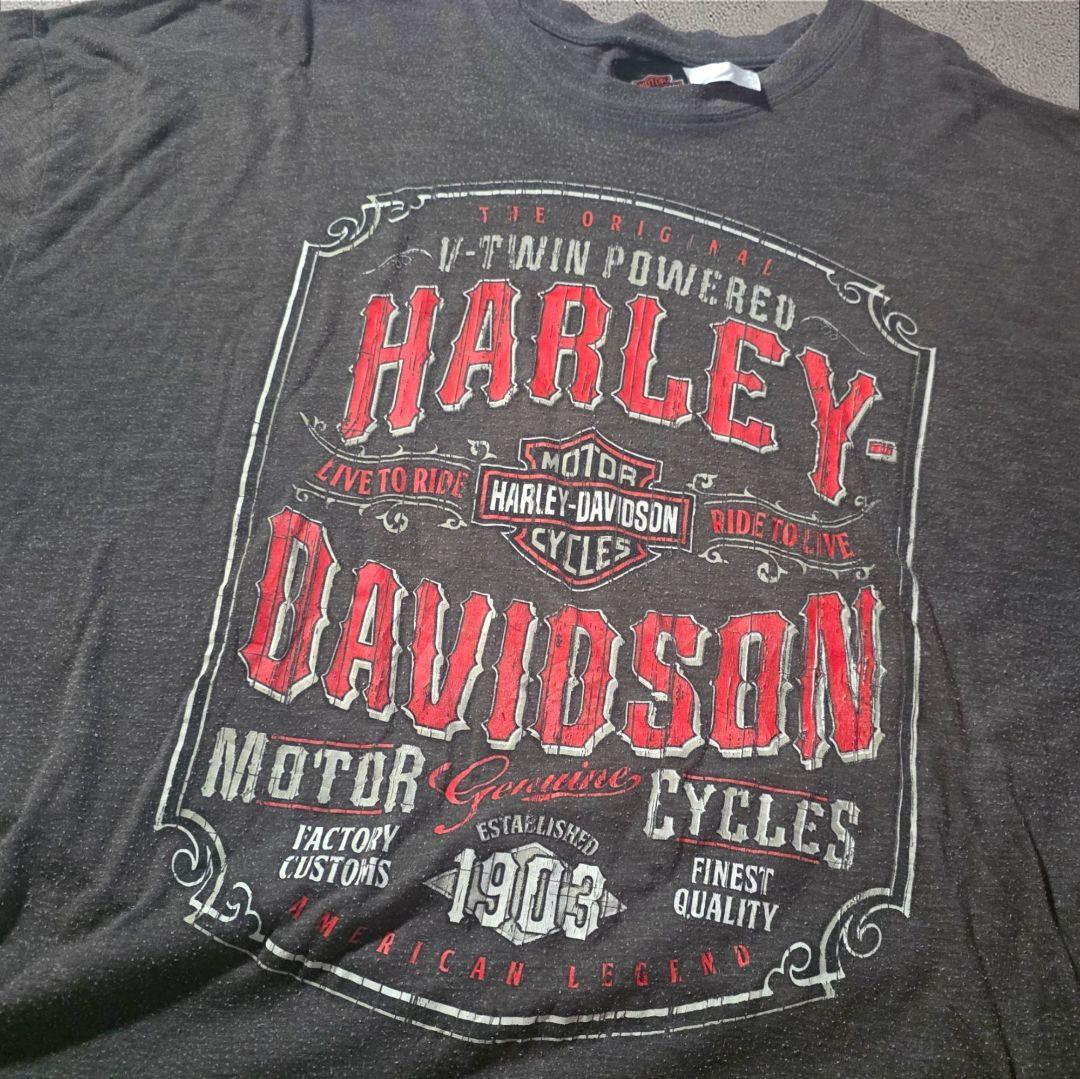 THE ORIGINAL
V-TWIN POWERED
HARLEY-
LIVE TO RIDE
MOTOR
HARLEY-DAVIDSON
CYCLES
RIDE TO LIVE
DAVIDSON
MOTOR
Genuine
CYCLES
FACTORY
CUSTOMS
ESTABLISHED
1903
FINEST
QUALITY
AMERICAN LEGEND